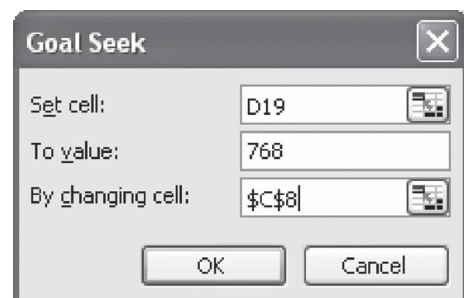 Goal Seek
Set cell: D19
To value: 768
By changing cell: $C$8
OK Cancel